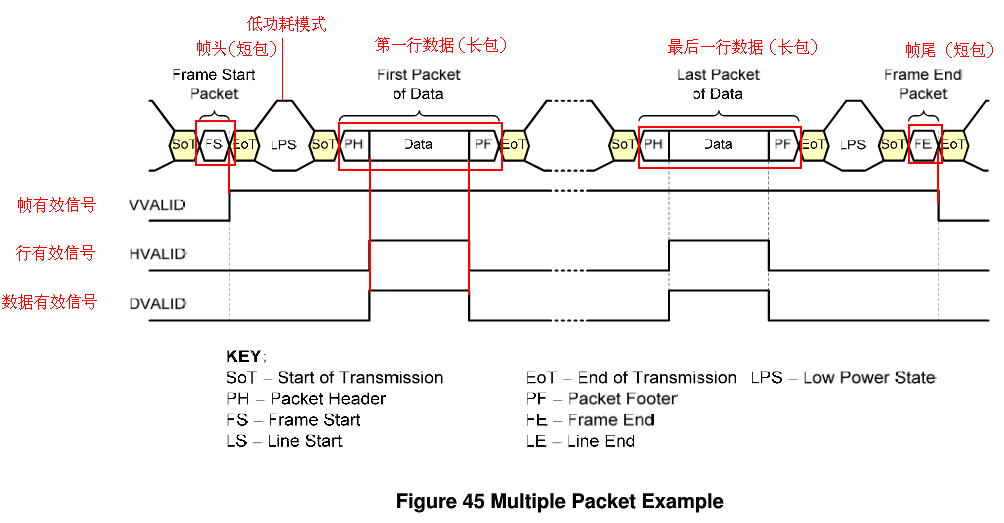 低功耗模式
帧头（短包）
第一行数据（长包）
最后一行数据（长包）
帧尾（短包）
Frame Start
Packet
First Packet
of Data
Last Packet
of Data
Frame End
Packet
SoT FS EoT LPS SoT PH Data PF EoT SoT PH Data PF EoT LPS SoT FE EoT
帧有效信号 VVALID
行有效信号 HVALID
数据有效信号 DVALID
KEY:
SoT – Start of Transmission EoT – End of Transmission LPS – Low Power State
PH – Packet Header PF – Packet Footer
FS – Frame Start FE – Frame End
LS – Line Start LE – Line End
Figure 45 Multiple Packet Example